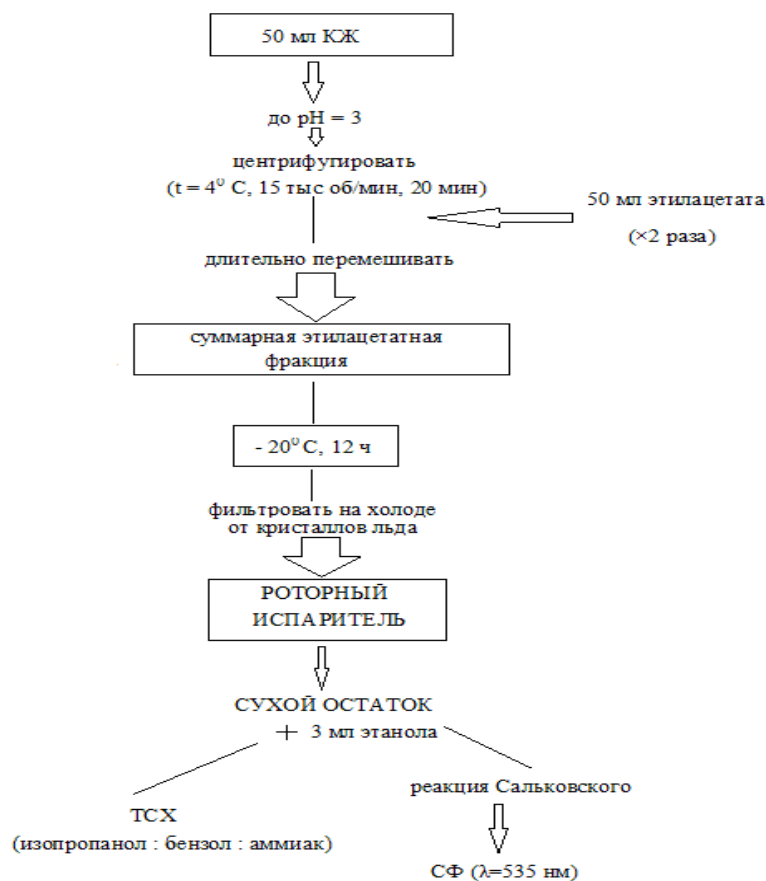 50 мл КЖ
до pH = 3
центрифугировать
(t = 4⁰ C, 15 тыс об/мин, 20 мин)
50 мл этилацетата
(×2 раза)
длительно перемешивать
суммарная этилацетатная
фракция
- 20⁰ C, 12 ч
фильтровать на холоде
от кристаллов льда
РОТОРНЫЙ
ИСПАРИТЕЛЬ
СУХОЙ ОСТАТОК
+ 3 мл этанола
реакция Сальковского
ТСХ
(изопропанол : бензол : аммиак)
СФ (λ=535 нм)